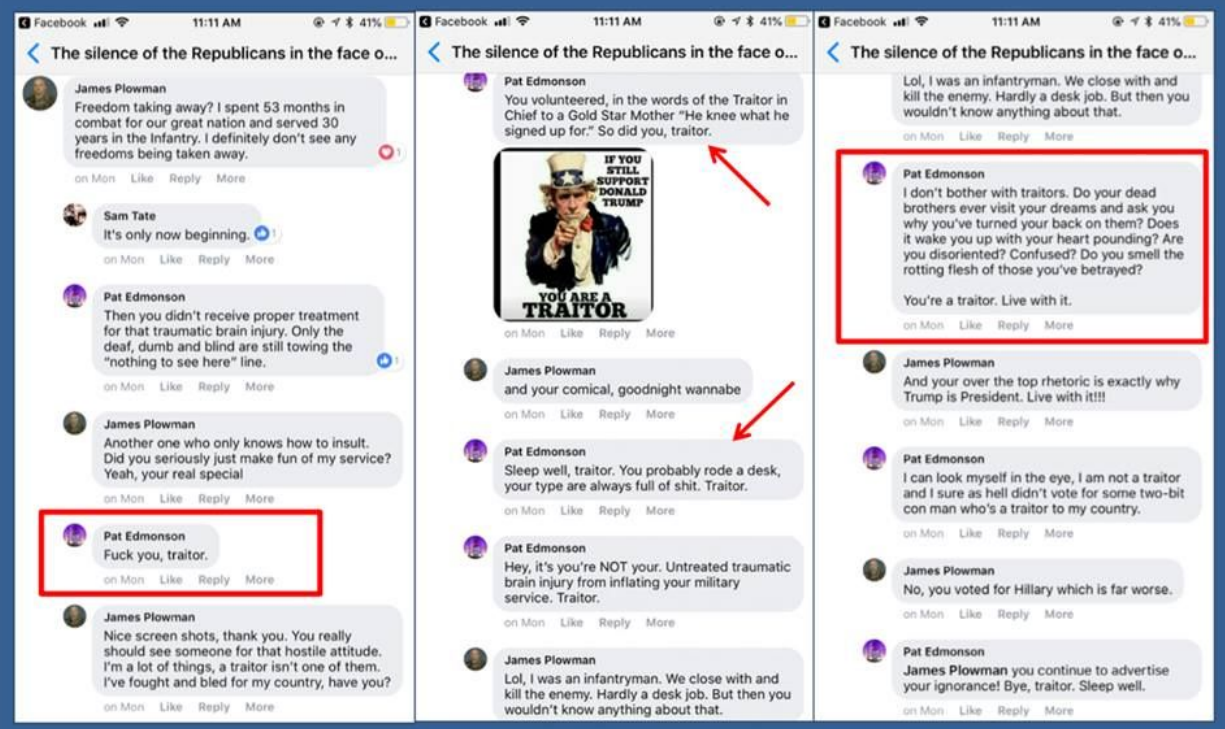 Facebook
11:11 AM
41%
The silence of the Republicans in the face o...
James Plowman
Freedom taking away? I spent 53 months in
combat for our great nation and served 30
years in the Infantry. I definitely don't see any
freedoms being taken away.
1
on Mon Like Reply More
Sam Tate
It's only now beginning.
1
on Mon Like Reply More
Pat Edmonson
Then you didn't receive proper treatment
for that traumatic brain injury. Only the
deaf, dumb and blind are still towing the
"nothing to see here" line.
1
on Mon Like Reply More
James Plowman
Another one who only knows how to insult.
Did you seriously just make fun of my service?
Yeah, your real special
on Mon Like Reply More
Pat Edmonson
Fuck you, traitor.
on Mon Like Reply More
James Plowman
Nice screen shots, thank you. You really
should see someone for that hostile attitude.
I'm a lot of things, a traitor isn't one of them.
I've fought and bled for my country, have you?
on Mon Like Reply More
Facebook
11:11 AM
41%
The silence of the Republicans in the face o...
Pat Edmonson
You volunteered, in the words of the Traitor in
Chief to a Gold Star Mother "He knew what he
signed up for." So did you, traitor.
IF YOU
STILL
SUPPORT
DONALD
TRUMP
YOU ARE A
TRAITOR
on Mon Like Reply More
James Plowman
and your comical, goodnight wannabe
on Mon Like Reply More
Pat Edmonson
Sleep well, traitor. You probably rode a desk,
your type are always full of shit. Traitor.
on Mon Like Reply More
Pat Edmonson
Hey, it's you're NOT your. Untreated traumatic
brain injury from inflating your military
service. Traitor.
on Mon Like Reply More
James Plowman
Lol, I was an infantryman. We close with and
kill the enemy. Hardly a desk job. But then you
wouldn't know anything about that.
Facebook
11:11 AM
41%
The silence of the Republicans in the face o...
Lol, I was an infantryman. We close with and
kill the enemy. Hardly a desk job. But then you
wouldn't know anything about that.
on Mon Like Reply More
Pat Edmonson
I don't bother with traitors. Do your dead
brothers ever visit your dreams and ask you
why you've turned your back on them? Does
it wake you up with your heart pounding? Are
you disoriented? Confused? Do you smell the
rotting flesh of those you've betrayed?
You're a traitor. Live with it.
on Mon Like Reply More
James Plowman
And your over the top rhetoric is exactly why
Trump is President. Live with it!!!
on Mon Like Reply More
Pat Edmonson
I can look myself in the eye, I am not a traitor
and I sure as hell didn't vote for some two-bit
con man who's a traitor to my country.
on Mon Like Reply More
James Plowman
No, you voted for Hillary which is far worse.
on Mon Like Reply More
Pat Edmonson
James Plowman you continue to advertise
your ignorance! Bye, traitor. Sleep well.
on Mon Like Reply More